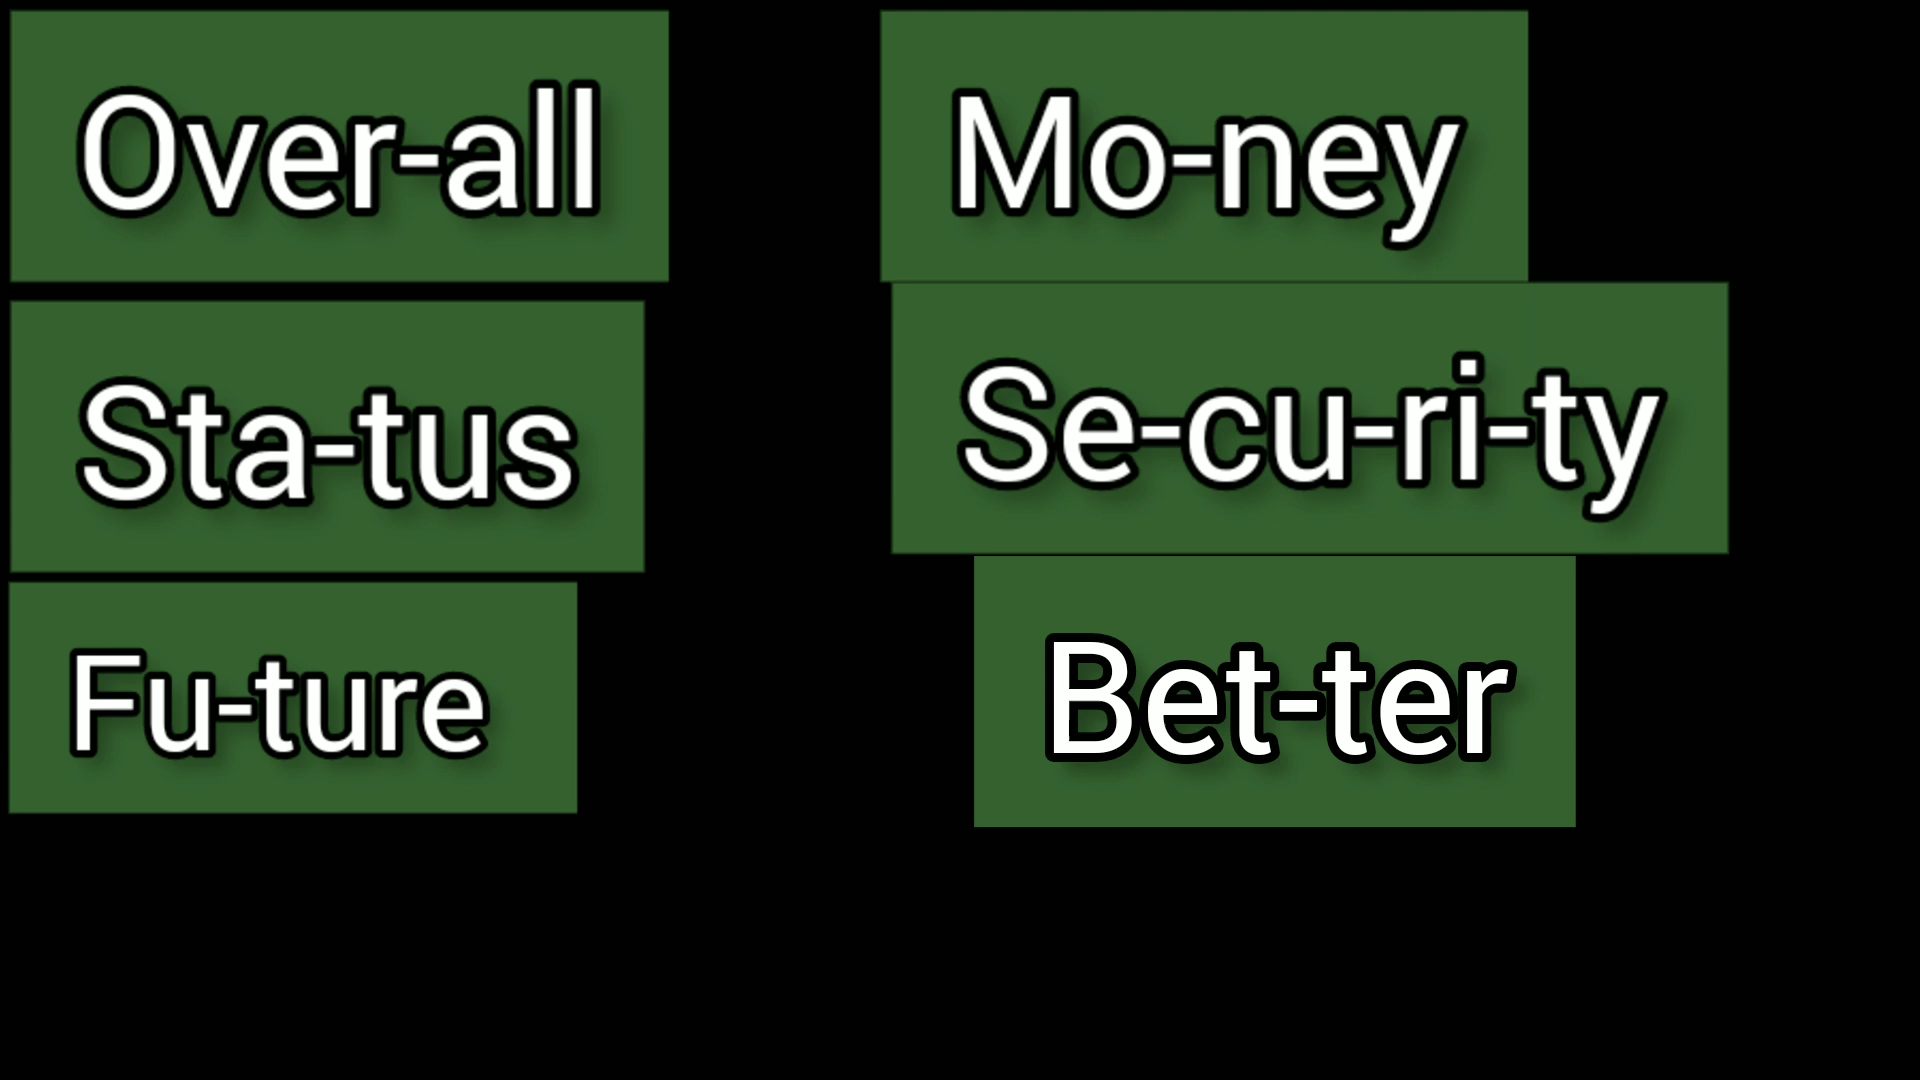 Over-all
Sta-tus
Fu-ture
Mo-ney
Se-cu-ri-ty
Bet-ter